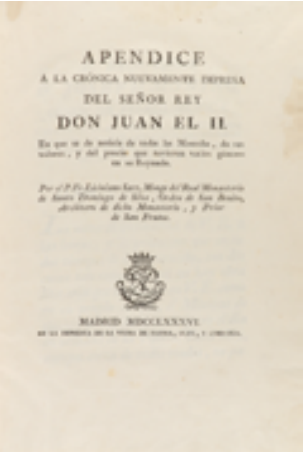 APENDICE
Á LA CRÓNICA NUEVAMENTE IMPRESA
DEL SEÑOR REY
DON JUAN EL II.
En que se da noticia de todas las Monedas, de sus
valores, y del precio que tuvieron varios géneros
en su Reynado.
Por el P. Fr. Liciniano Saez, Monge del Real Monasterio
de Santo Domingo de Silos, Orden de San Benito,
Archivero de dicho Monasterio, y Prior
de San Frutos.
MADRID MDCCLXXXVI.
EN LA IMPRENTA DE LA VIUDA DE IBARRA, HIJOS, Y COMPAÑIA.